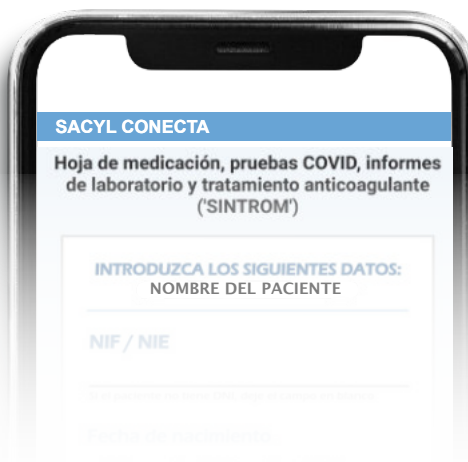 SACYL CONECTA
Hoja de medicación, pruebas COVID, informes
de laboratorio y tratamiento anticoagulante
('SINTROM')
INTRODUZCA LOS SIGUIENTES DATOS:
NOMBRE DEL PACIENTE
NIF / NIE